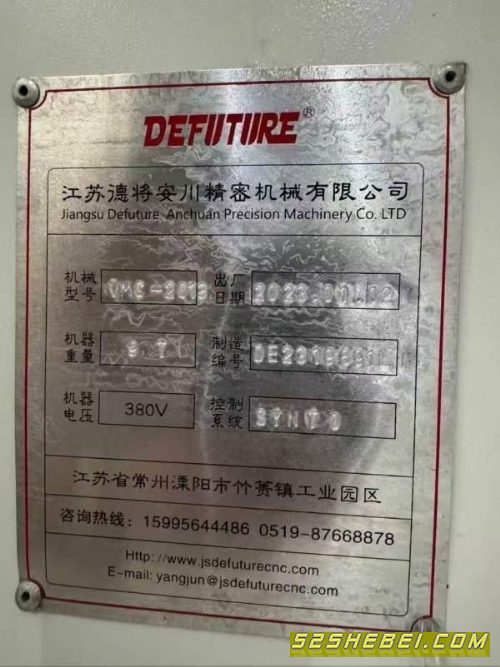 DEFUTURE®
江苏德将安川精密机械有限公司
Jiangsu Defuture Anchuan Precision Machinery Co. LTD
机械型号 出厂日期
机器重量 制造编号
机器电压 380V 控制系统
江苏省常州溧阳市竹箦镇工业园区
咨询热线：15995644486 0519-87668878
Http: //www.jsdefuturecnc.com
E-mail: yangjun@jsdefuturecnc.com
52SHEBEI.COM